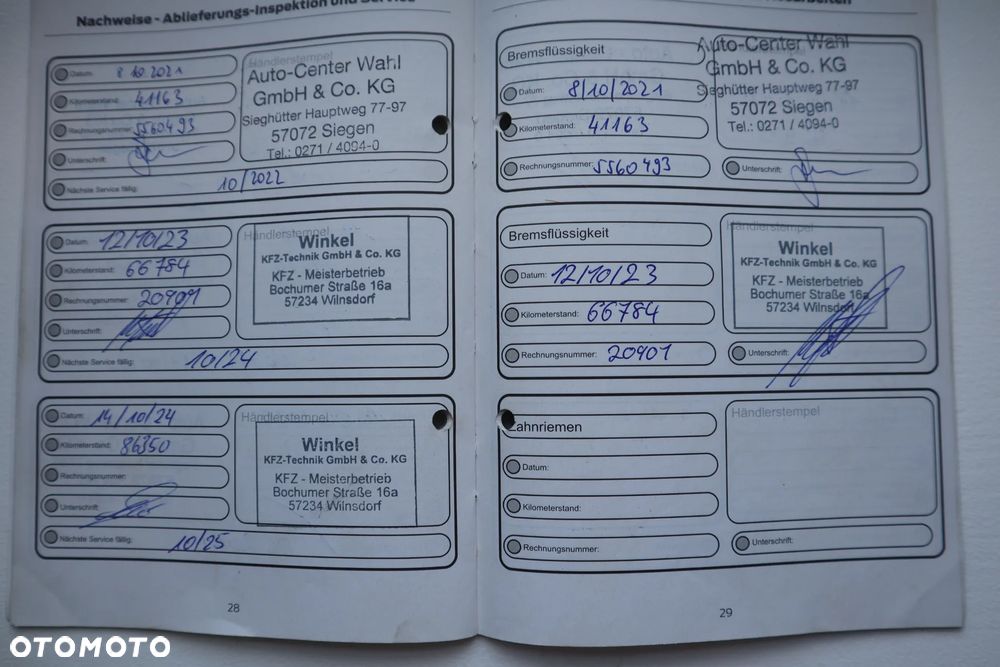 Nachweise - Ablieferungs-Inspektion und Service
Datum: 8 10 2021
Kilometerstand: 41163
Rechnungsnummer: 5560493
Unterschrift:
Nächste Service fällig: 10/2022
Händlerstempel
Auto-Center Wahl
GmbH & Co. KG
Sieghütter Hauptweg 77-97
57072 Siegen
Tel.: 0271 / 4094-0
Datum: 12/10/23
Kilometerstand: 66784
Rechnungsnummer: 20901
Unterschrift:
Nächste Service fällig: 10/24
Händlerstempel
Winkel
KFZ-Technik GmbH & Co. KG
KFZ - Meisterbetrieb
Bochumer Straße 16a
57234 Wilnsdorf
Datum: 14/10/24
Kilometerstand: 86350
Rechnungsnummer:
Unterschrift:
Nächste Service fällig: 10/25
Händlerstempel
Winkel
KFZ-Technik GmbH & Co. KG
KFZ - Meisterbetrieb
Bochumer Straße 16a
57234 Wilnsdorf
28
Bremsflüssigkeit
Datum: 8/10/2021
Kilometerstand: 41163
Rechnungsnummer: 5560493
Auto-Center Wahl
GmbH & Co. KG
Sieghütter Hauptweg 77-97
57072 Siegen
Tel.: 0271 / 4094-0
Unterschrift:
Bremsflüssigkeit
Datum: 12/10/23
Kilometerstand: 66784
Rechnungsnummer: 20901
Händlerstempel
Winkel
KFZ-Technik GmbH & Co. KG
KFZ - Meisterbetrieb
Bochumer Straße 16a
57234 Wilnsdorf
Unterschrift:
Zahnriemen
Datum:
Kilometerstand:
Rechnungsnummer:
Händlerstempel
Unterschrift:
29
OTOMOTO